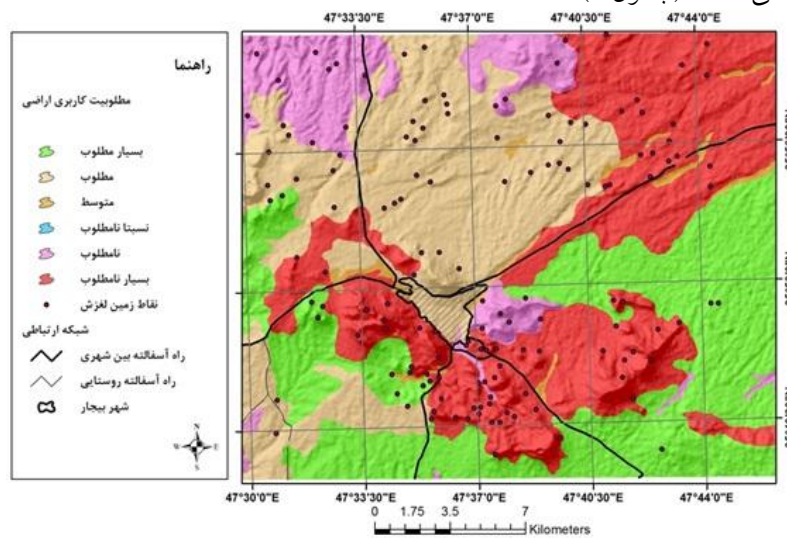 47°33'30"E 47°37'0"E 47°40'30"E 47°44'0"E
راهنما
مطلوبیت کاربری اراضی
بسیار مطلوب
مطلوب
متوسط
نسبتا نامطلوب
نامطلوب
بسیار نامطلوب
نقاط زمین لغزش
شبکه ارتباطی
راه آسفالته بین شهری
راه آسفالته روستایی
شهر بیجار
N
W E
S
47°30'0"E 47°33'30"E 47°37'0"E 47°40'30"E 47°44'0"E
0 1.75 3.5 7
Kilometers